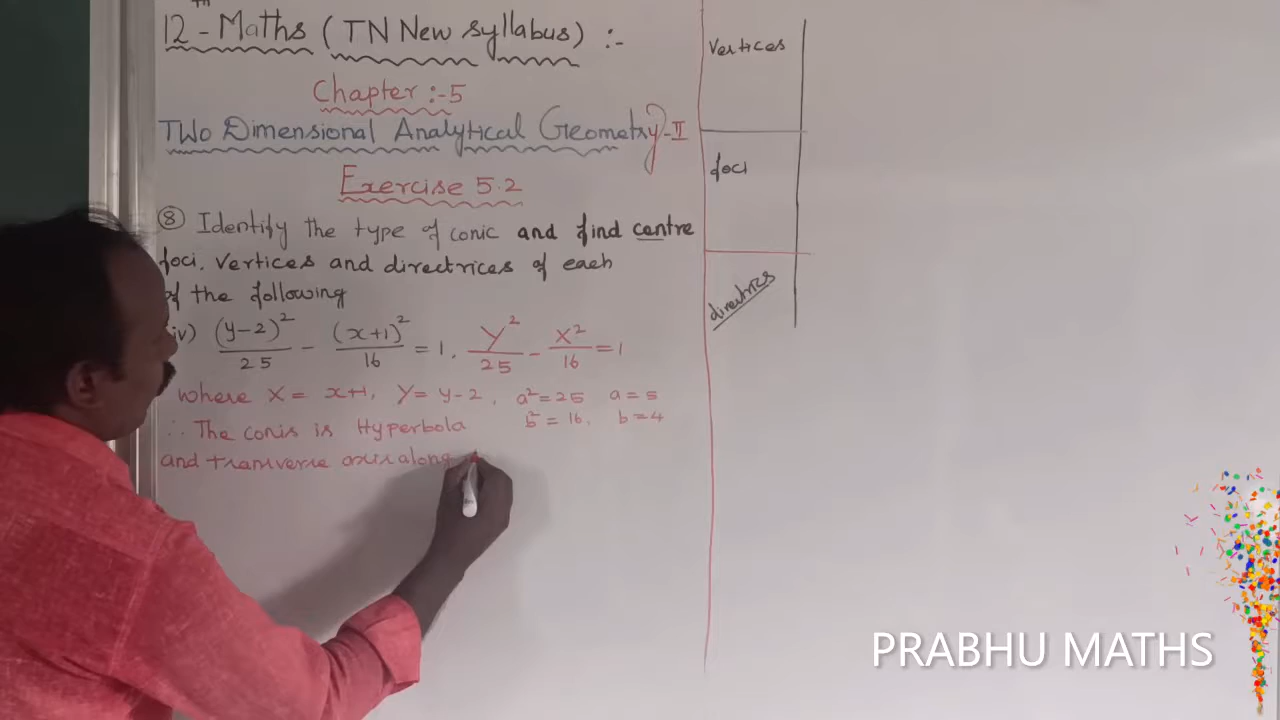 12th - Maths ( TN New syllabus) :-
Chapter :-5
Two Dimensional Analytical Geometry-II
Exercise 5.2
⑧ Identify the type of conic and find centre
foci, vertices and directrices of each
of the following
iv) (y-2)²/25 - (x+1)²/16 = 1, Y²/25 - X²/16 = 1
where X = x+1, Y = y-2, a² = 25 a = 5
b² = 16, b = 4
∴ The conis is Hyperbola
and tranverse axis along
vertices
foci
directrices
PRABHU MATHS